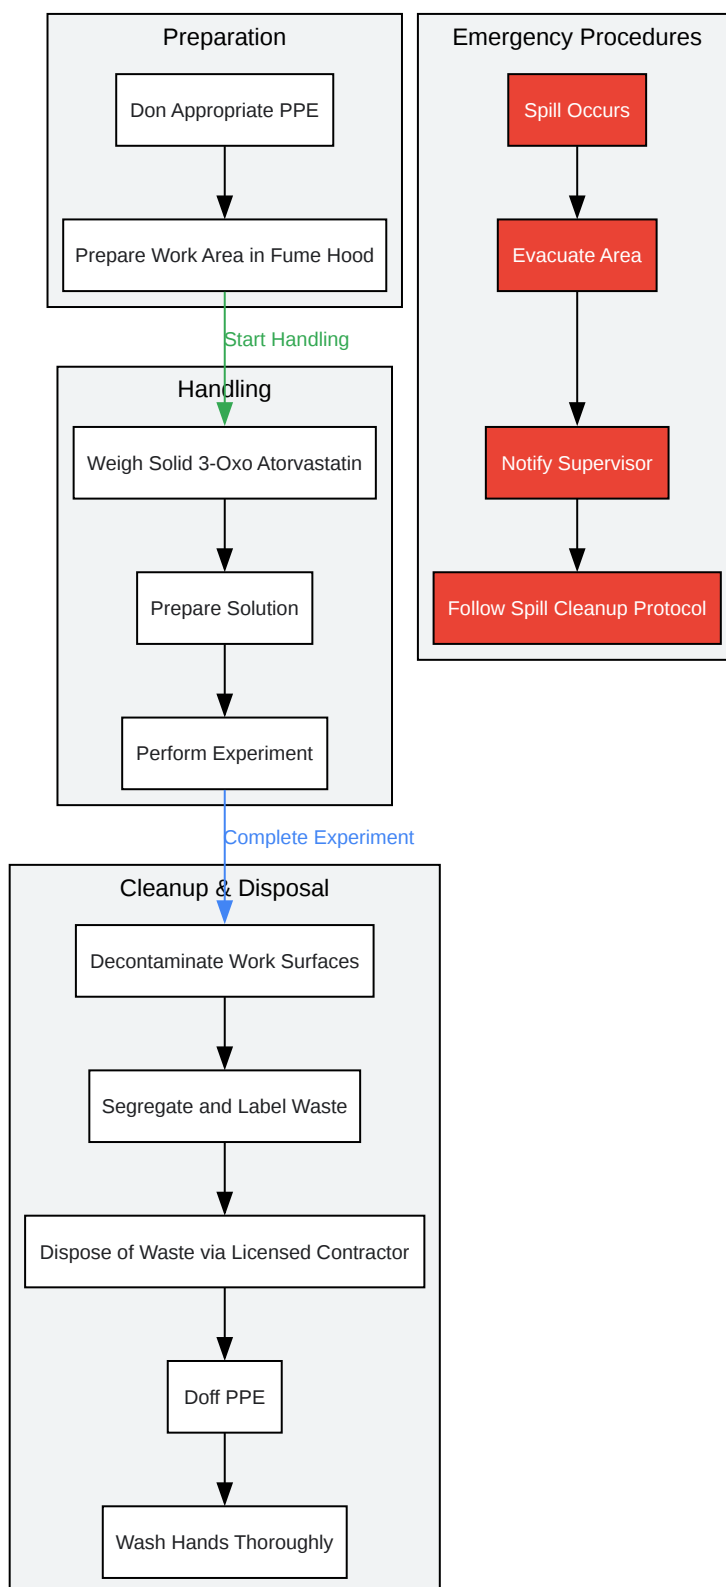 Preparation
Don Appropriate PPE
Prepare Work Area in Fume Hood
Start Handling
Handling
Weigh Solid 3-Oxo Atorvastatin
Prepare Solution
Perform Experiment
Complete Experiment
Cleanup & Disposal
Decontaminate Work Surfaces
Segregate and Label Waste
Dispose of Waste via Licensed Contractor
Doff PPE
Wash Hands Thoroughly
Emergency Procedures
Spill Occurs
Evacuate Area
Notify Supervisor
Follow Spill Cleanup Protocol